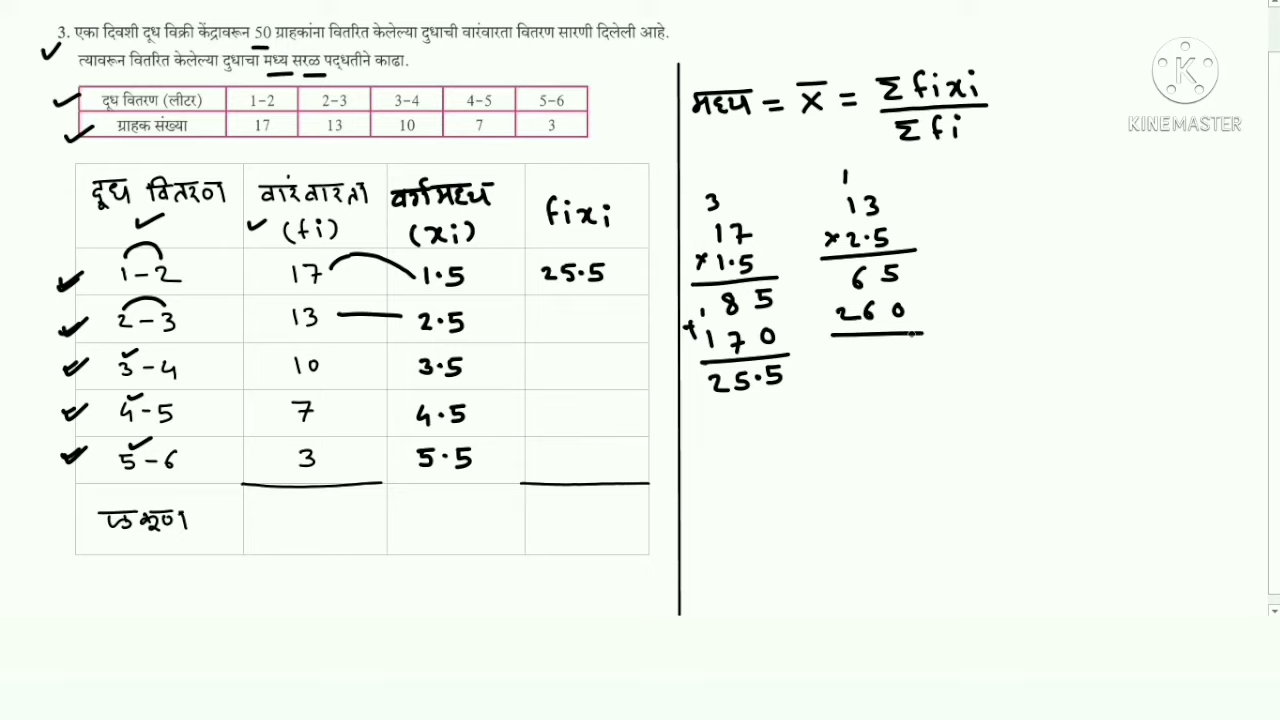 3. एका दिवशी दूध विक्री केंद्रावरून 50 ग्राहकांना वितरित केलेल्या दुधाची वारंवारता वितरण सारणी दिलेली आहे.
त्यावरून वितरित केलेल्या दुधाचा मध्य सरळ पद्धतीने काढा.
दूध वितरण (लीटर) 1-2 2-3 3-4 4-5 5-6
ग्राहक संख्या 17 13 10 7 3
दूध वितरण वारंवारता (fi) वर्गमध्य (xi) fixi
1-2 17 1.5 25.5
2-3 13 2.5
3-4 10 3.5
4-5 7 4.5
5-6 3 5.5
एकूण
मध्य = X̅ = Σfixi / Σfi
3
17
×1.5
185
+1170
25.5
1
13
×2.5
65
260
K
KINEMASTER